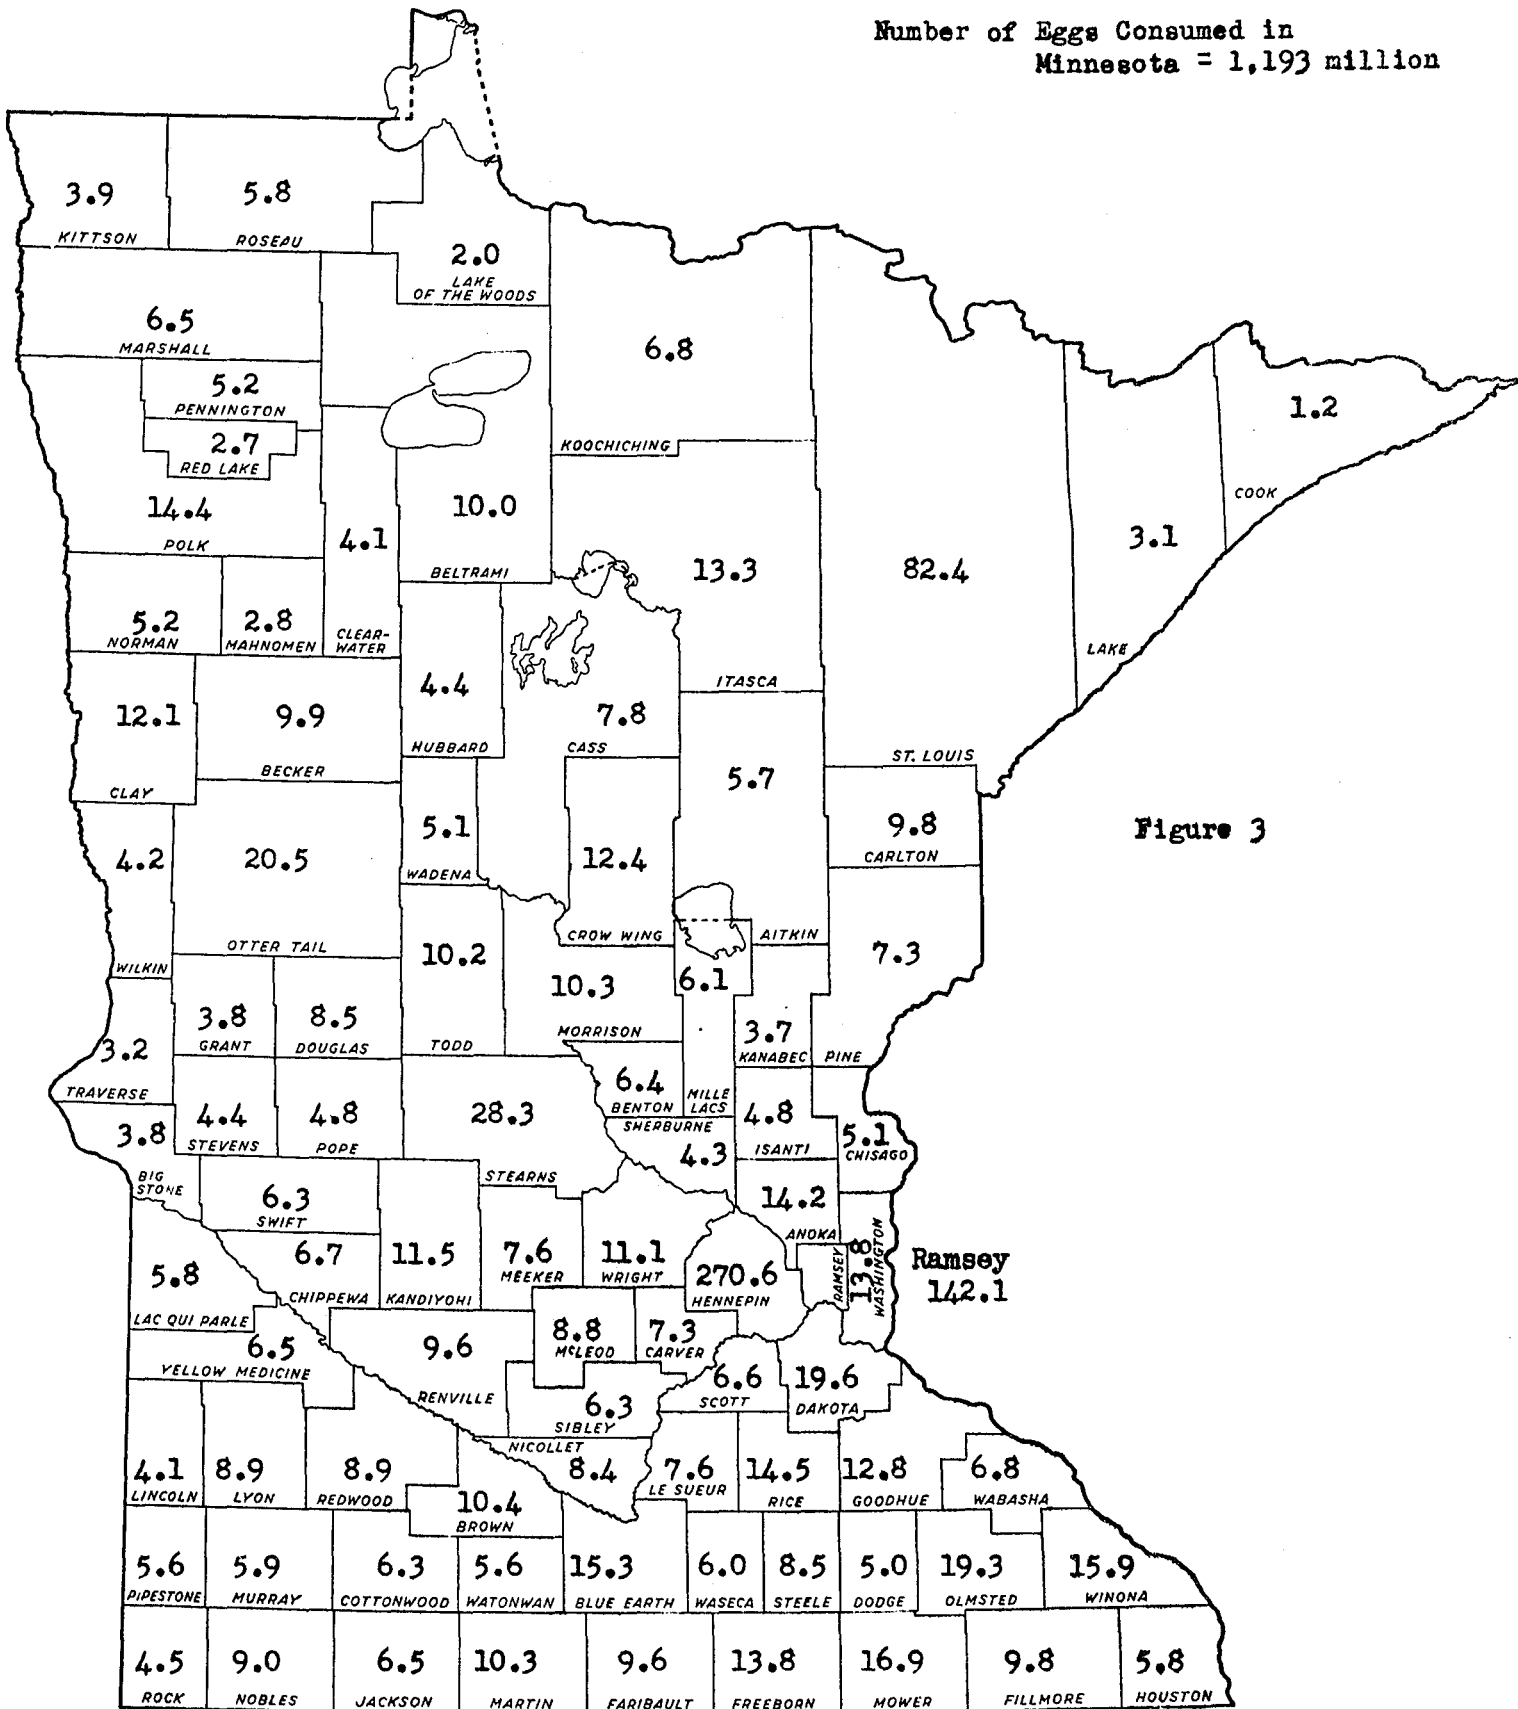 Number of Eggs Consumed in
Minnesota = 1,193 million
3.9
KITTSON
5.8
ROSEAU
2.0
LAKE
OF THE WOODS
6.5
MARSHALL
6.8
KOOCHICHING
5.2
PENNINGTON
2.7
RED LAKE
1.2
COOK
14.4
POLK
4.1
CLEAR-
WATER
10.0
BELTRAMI
13.3
ITASCA
82.4
ST. LOUIS
3.1
LAKE
5.2
NORMAN
2.8
MAHNOMEN
4.4
HUBBARD
7.8
CASS
12.1
CLAY
9.9
BECKER
5.7
AITKIN
5.1
WADENA
12.4
CROW WING
9.8
CARLTON
Figure 3
4.2
WILKIN
20.5
OTTER TAIL
10.2
TODD
10.3
MORRISON
6.1
MILLE
LACS
7.3
PINE
3.7
KANABEC
3.8
GRANT
8.5
DOUGLAS
3.2
TRAVERSE
6.4
BENTON
SHERBURNE
4.3
4.8
ISANTI
5.1
CHISAGO
3.8
BIG
STONE
4.4
STEVENS
4.8
POPE
28.3
STEARNS
6.3
SWIFT
14.2
ANOKA
RAMSEY
13.8
WASHINGTON
Ramsey
142.1
5.8
LAC QUI PARLE
6.7
CHIPPEWA
11.5
KANDIYOHI
7.6
MEEKER
11.1
WRIGHT
270.6
HENNEPIN
6.5
YELLOW MEDICINE
9.6
RENVILLE
8.8
McLEOD
7.3
CARVER
6.6
SCOTT
19.6
DAKOTA
6.3
SIBLEY
NICOLLET
8.4
4.1
LINCOLN
8.9
LYON
8.9
REDWOOD
10.4
BROWN
7.6
LE SUEUR
14.5
RICE
12.8
GOODHUE
6.8
WABASHA
5.6
PIPESTONE
5.9
MURRAY
6.3
COTTONWOOD
5.6
WATONWAN
15.3
BLUE EARTH
6.0
WASECA
8.5
STEELE
5.0
DODGE
19.3
OLMSTED
15.9
WINONA
4.5
ROCK
9.0
NOBLES
6.5
JACKSON
10.3
MARTIN
9.6
FARIBAULT
13.8
FREEBORN
16.9
MOWER
9.8
FILLMORE
5.8
HOUSTON